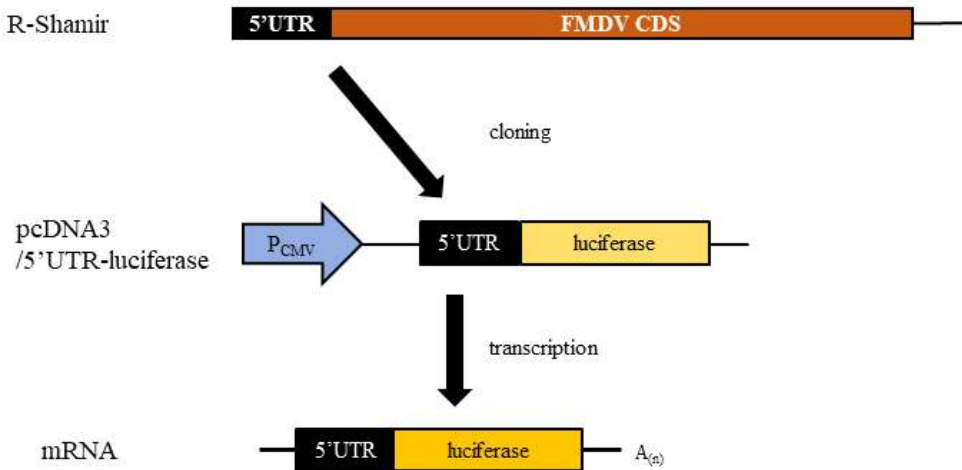 R-Shamir
5’UTR
FMDV CDS
cloning
pcDNA3
/5’UTR-luciferase
PCMV
5’UTR
luciferase
transcription
mRNA
5’UTR
luciferase
A(n)